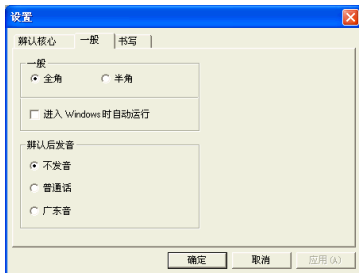 设置
辨认核心 一般 书写
一般
全角 半角
进入 Windows 时自动运行
辨认后发音
不发音
普通话
广东音
确定 取消 应用(A)